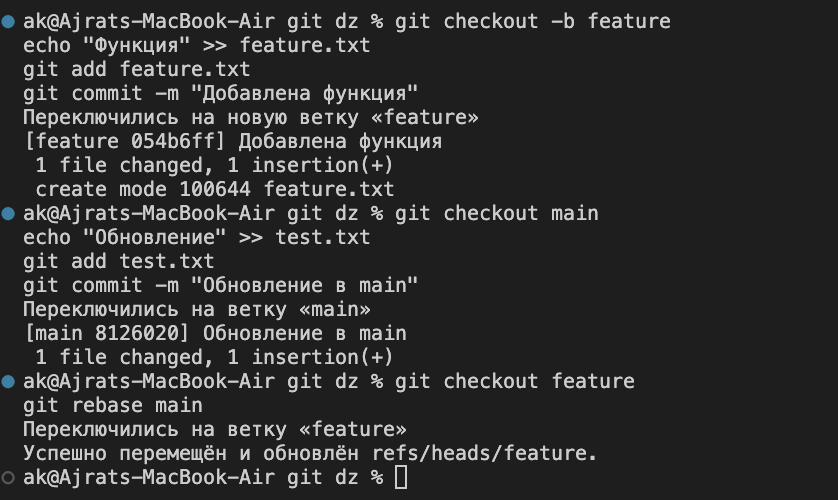 ak@Ajrats-MacBook-Air git dz % git checkout -b feature
echo "Функция" >> feature.txt
git add feature.txt
git commit -m "Добавлена функция"
Переключились на новую ветку «feature»
[feature 054b6ff] Добавлена функция
 1 file changed, 1 insertion(+)
 create mode 100644 feature.txt
ak@Ajrats-MacBook-Air git dz % git checkout main
echo "Обновление" >> test.txt
git add test.txt
git commit -m "Обновление в main"
Переключились на ветку «main»
[main 8126020] Обновление в main
 1 file changed, 1 insertion(+)
ak@Ajrats-MacBook-Air git dz % git checkout feature
git rebase main
Переключились на ветку «feature»
Успешно перемещён и обновлён refs/heads/feature.
ak@Ajrats-MacBook-Air git dz %